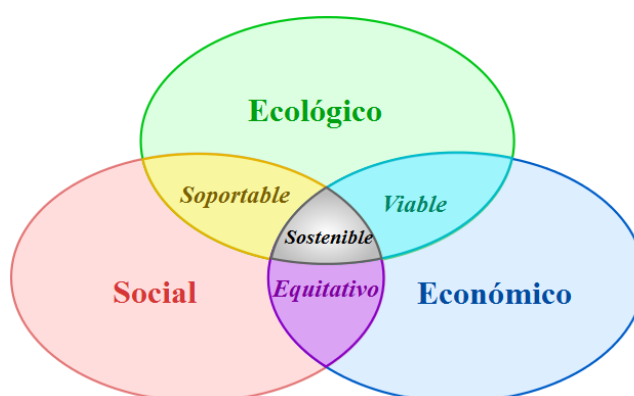 Ecológico
Soportable
Viable
Sostenible
Social
Equitativo
Económico